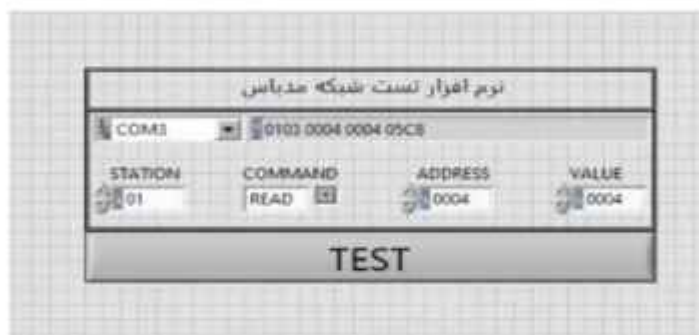 نرم افزار تست شبکه مدباس
COM3 0103 0004 0004 05C8
STATION COMMAND ADDRESS VALUE
01 READ 0004 0004
TEST